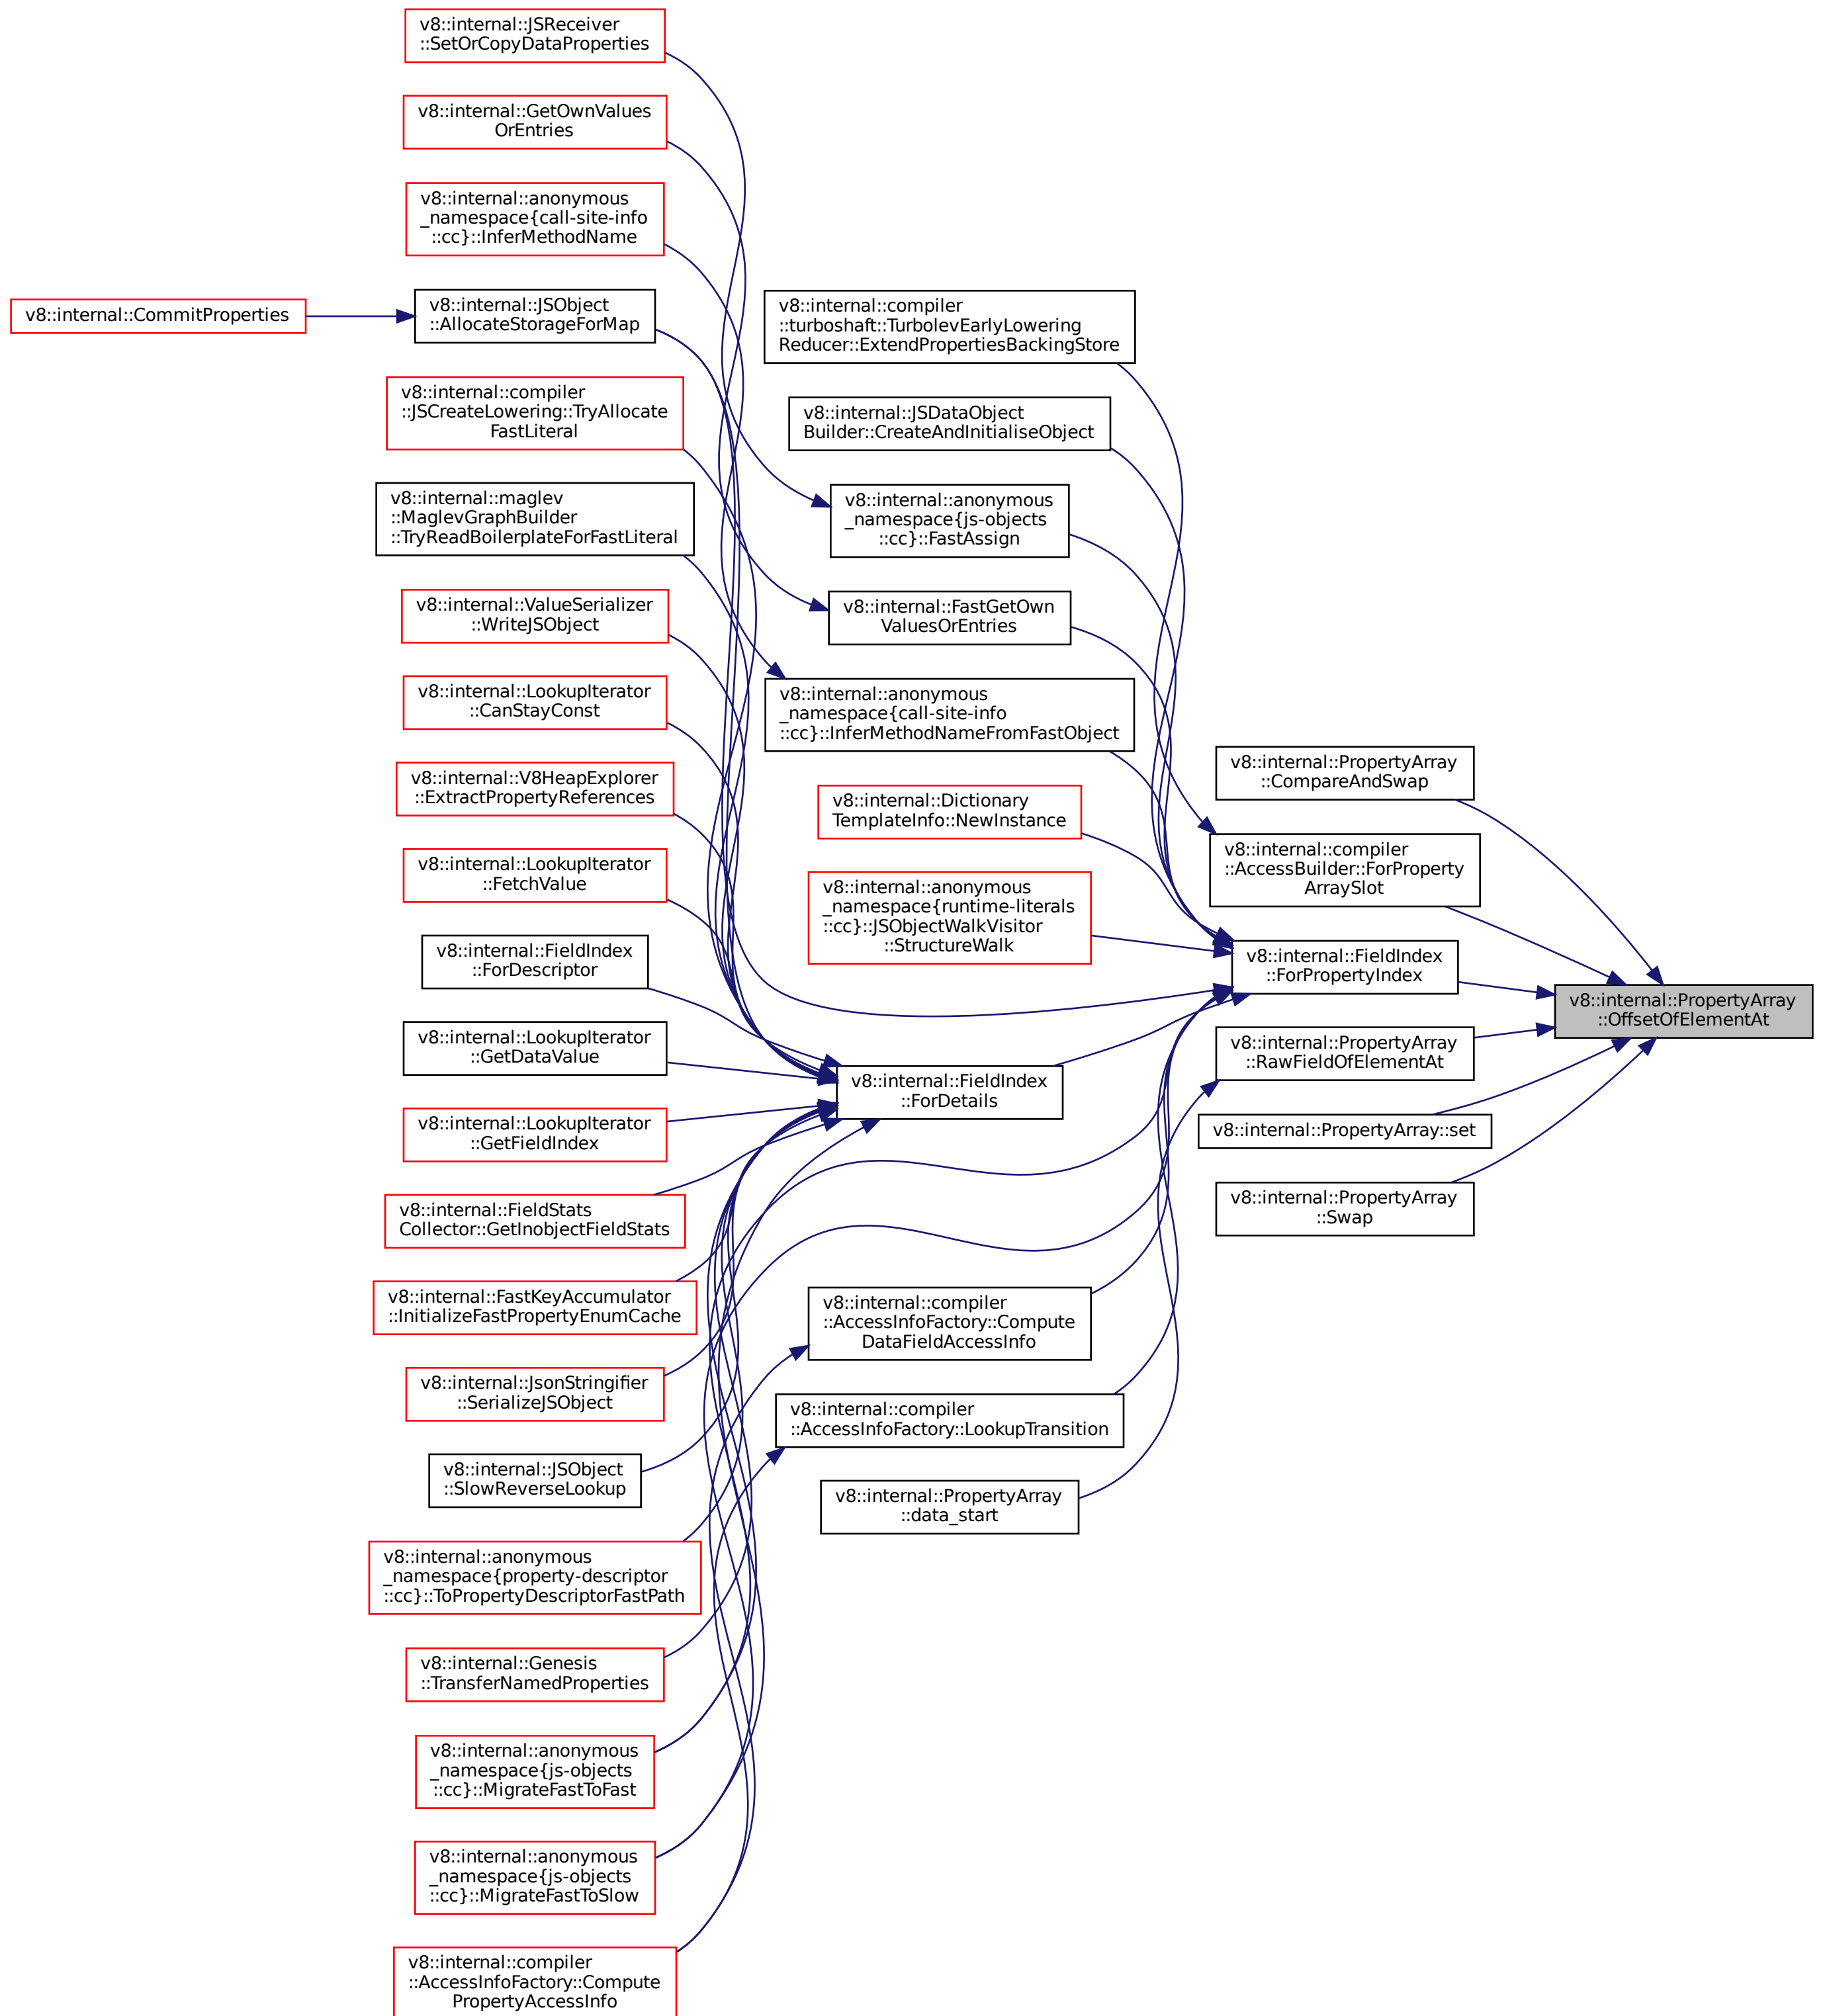 v8::internal::JSReceiver
::SetOrCopyDataProperties
v8::internal::GetOwnValues
OrEntries
v8::internal::anonymous
_namespace{call-site-info
::cc}::InferMethodName
v8::internal::CommitProperties
v8::internal::JSObject
::AllocateStorageForMap
v8::internal::compiler
::JSCreateLowering::TryAllocate
FastLiteral
v8::internal::maglev
::MaglevGraphBuilder
::TryReadBoilerplateForFastLiteral
v8::internal::ValueSerializer
::WriteJSObject
v8::internal::LookupIterator
::CanStayConst
v8::internal::V8HeapExplorer
::ExtractPropertyReferences
v8::internal::LookupIterator
::FetchValue
v8::internal::FieldIndex
::ForDescriptor
v8::internal::LookupIterator
::GetDataValue
v8::internal::LookupIterator
::GetFieldIndex
v8::internal::FieldStats
Collector::GetInobjectFieldStats
v8::internal::FastKeyAccumulator
::InitializeFastPropertyEnumCache
v8::internal::JsonStringifier
::SerializeJSObject
v8::internal::JSObject
::SlowReverseLookup
v8::internal::anonymous
_namespace{property-descriptor
::cc}::ToPropertyDescriptorFastPath
v8::internal::Genesis
::TransferNamedProperties
v8::internal::anonymous
_namespace{js-objects
::cc}::MigrateFastToFast
v8::internal::anonymous
_namespace{js-objects
::cc}::MigrateFastToSlow
v8::internal::compiler
::AccessInfoFactory::Compute
PropertyAccessInfo
v8::internal::compiler
::turboshaft::TurbolevEarlyLowering
Reducer::ExtendPropertiesBackingStore
v8::internal::JSDataObject
Builder::CreateAndInitialiseObject
v8::internal::anonymous
_namespace{js-objects
::cc}::FastAssign
v8::internal::FastGetOwn
ValuesOrEntries
v8::internal::anonymous
_namespace{call-site-info
::cc}::InferMethodNameFromFastObject
v8::internal::Dictionary
TemplateInfo::NewInstance
v8::internal::anonymous
_namespace{runtime-literals
::cc}::JSObjectWalkVisitor
::StructureWalk
v8::internal::FieldIndex
::ForDetails
v8::internal::compiler
::AccessInfoFactory::Compute
DataFieldAccessInfo
v8::internal::compiler
::AccessInfoFactory::LookupTransition
v8::internal::PropertyArray
::data_start
v8::internal::PropertyArray
::CompareAndSwap
v8::internal::compiler
::AccessBuilder::ForProperty
ArraySlot
v8::internal::FieldIndex
::ForPropertyIndex
v8::internal::PropertyArray
::RawFieldOfElementAt
v8::internal::PropertyArray::set
v8::internal::PropertyArray
::Swap
v8::internal::PropertyArray
::OffsetOfElementAt